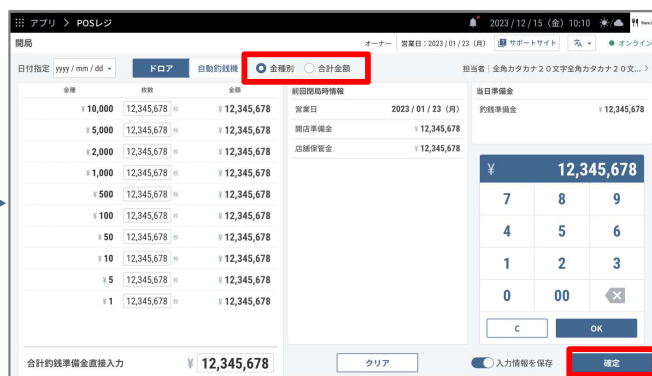 アプリ > POSレジ
2023 / 12 / 15（金）10:10
開局
オーナー 営業日：2023 / 01 / 23（月） サポートサイト オンライン
日付指定 yyyy / mm / dd ドロア 自動釣銭機 金種別 合計金額 担当者｜全角カタカナ２０文字全角カタカナ２０文... >
金種 枚数 金額
¥ 10,000 12,345,678 枚 ¥ 12,345,678
¥ 5,000 12,345,678 枚 ¥ 12,345,678
¥ 2,000 12,345,678 枚 ¥ 12,345,678
¥ 1,000 12,345,678 枚 ¥ 12,345,678
¥ 500 12,345,678 枚 ¥ 12,345,678
¥ 100 12,345,678 枚 ¥ 12,345,678
¥ 50 12,345,678 枚 ¥ 12,345,678
¥ 10 12,345,678 枚 ¥ 12,345,678
¥ 5 12,345,678 枚 ¥ 12,345,678
¥ 1 12,345,678 枚 ¥ 12,345,678
合計釣銭準備金直接入力 ¥ 12,345,678
前回閉局時情報
営業日 2023 / 01 / 23（月）
開店準備金 ¥ 12,345,678
店舗保管金 ¥ 12,345,678
クリア
当日準備金
釣銭準備金 ¥ 12,345,678
¥ 12,345,678
7 8 9
4 5 6
1 2 3
0 00
C OK
入力情報を保存 確定